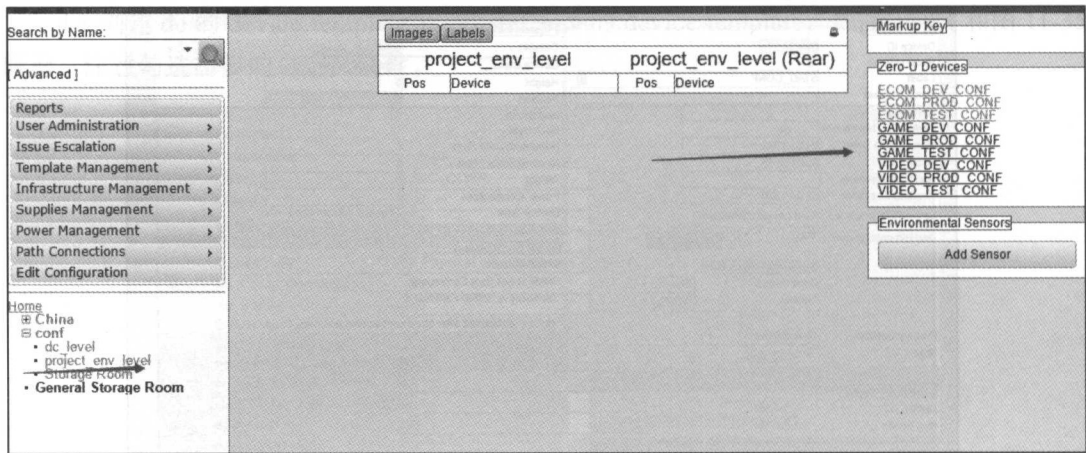 Search by Name:
[ Advanced ]
Reports
User Administration
Issue Escalation
Template Management
Infrastructure Management
Supplies Management
Power Management
Path Connections
Edit Configuration
Home
China
conf
dc_level
project_env_level
Storage Room
General Storage Room
Images Labels
project_env_level project_env_level (Rear)
Pos Device Pos Device
Markup Key
Zero-U Devices
ECOM_DEV_CONF
ECOM_PROD_CONF
ECOM_TEST_CONF
GAME_DEV_CONF
GAME_PROD_CONF
GAME_TEST_CONF
VIDEO_DEV_CONF
VIDEO_PROD_CONF
VIDEO_TEST_CONF
Environmental Sensors
Add Sensor